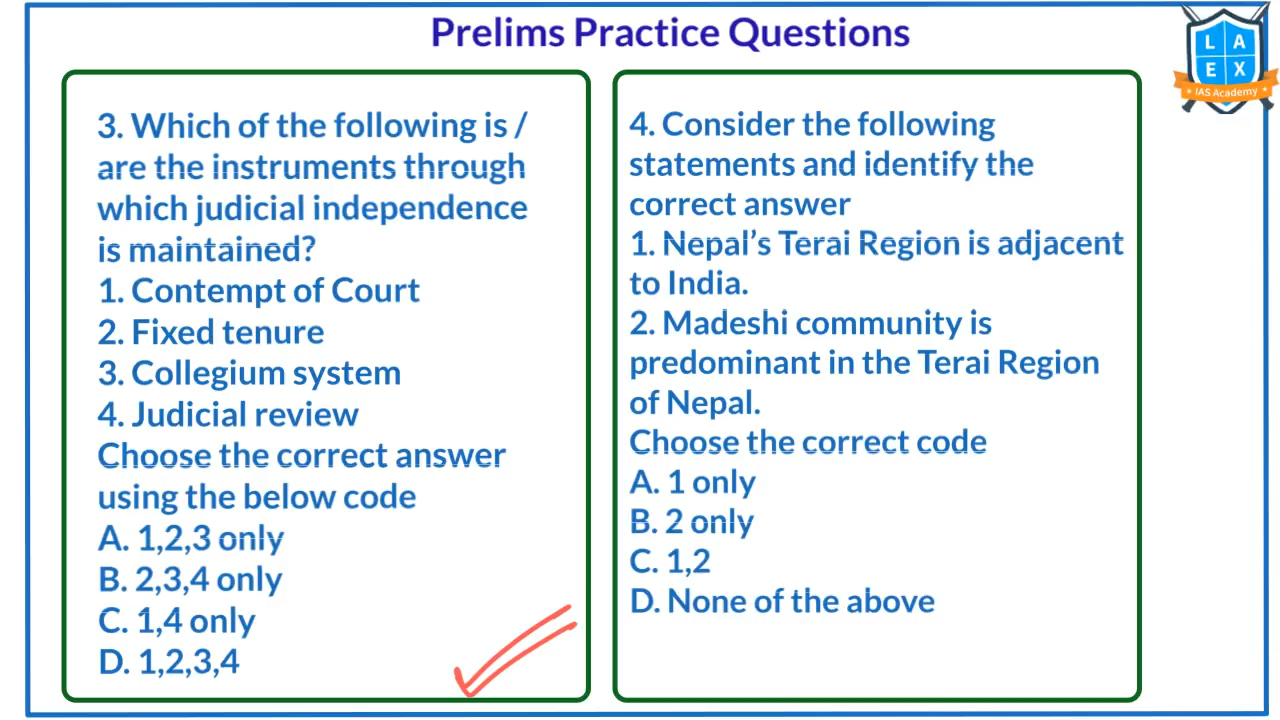 Prelims Practice Questions
L A
E X
IAS Academy
3. Which of the following is /
are the instruments through
which judicial independence
is maintained?
1. Contempt of Court
2. Fixed tenure
3. Collegium system
4. Judicial review
Choose the correct answer
using the below code
A. 1,2,3 only
B. 2,3,4 only
C. 1,4 only
D. 1,2,3,4
4. Consider the following
statements and identify the
correct answer
1. Nepal’s Terai Region is adjacent
to India.
2. Madeshi community is
predominant in the Terai Region
of Nepal.
Choose the correct code
A. 1 only
B. 2 only
C. 1,2
D. None of the above